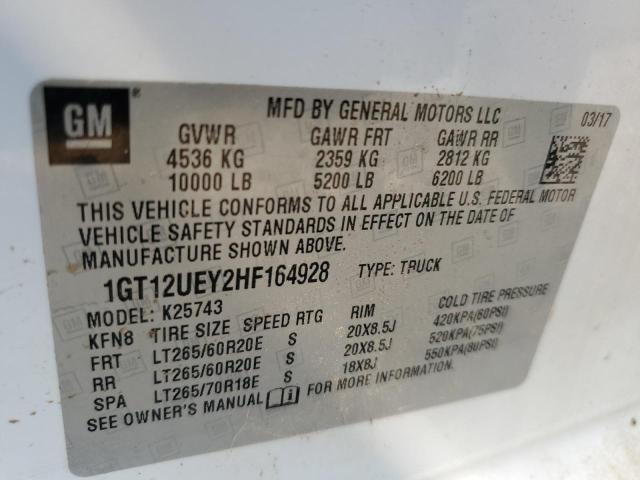 GM ®
MFD BY GENERAL MOTORS LLC 03/17
GVWR GAWR FRT GAWR RR
4536 KG 2359 KG 2812 KG
10000 LB 5200 LB 6200 LB
THIS VEHICLE CONFORMS TO ALL APPLICABLE U.S. FEDERAL MOTOR
VEHICLE SAFETY STANDARDS IN EFFECT ON THE DATE OF
MANUFACTURE SHOWN ABOVE.
1GT12UEY2HF164928 TYPE: TRUCK
MODEL: K25743
KFN8 TIRE SIZE SPEED RTG RIM COLD TIRE PRESSURE
FRT LT265/60R20E S 20X8.5J 420KPA(60PSI)
RR LT265/60R20E S 20X8.5J 520KPA(75PSI)
SPA LT265/70R18E S 18X8J 550KPA(80PSI)
SEE OWNER'S MANUAL FOR MORE INFORMATION.